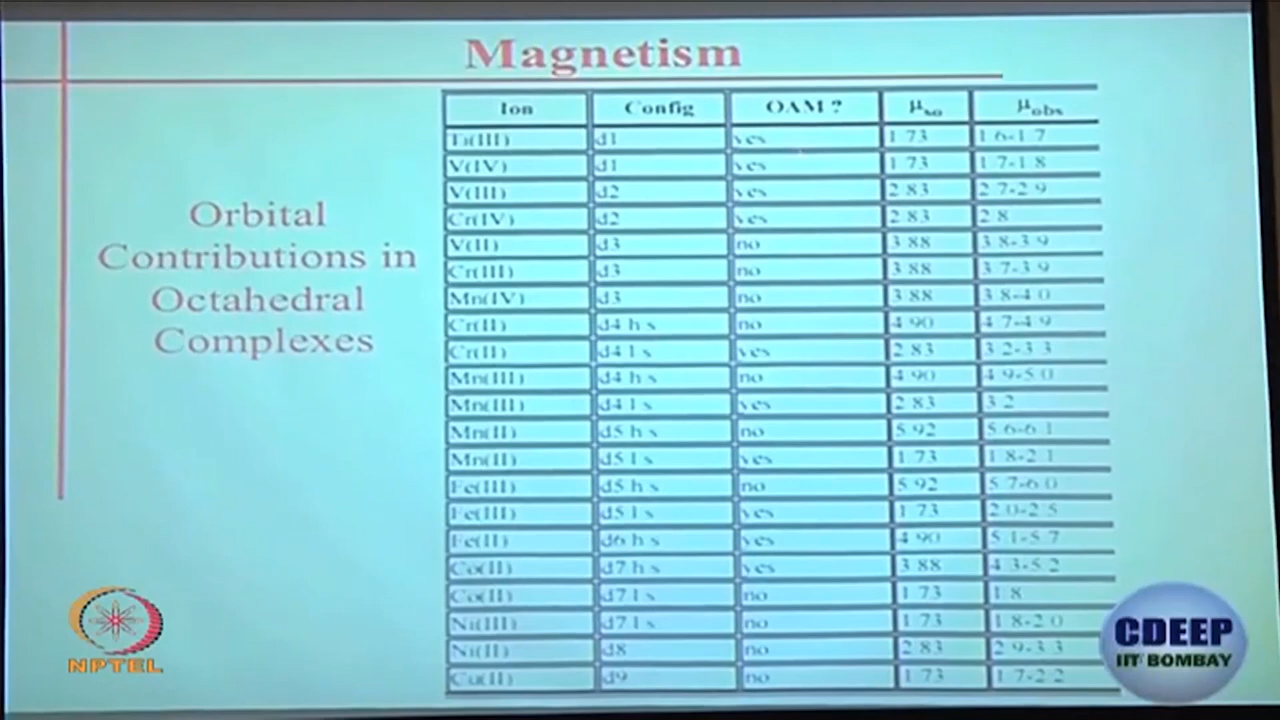 Magnetism
Orbital
Contributions in
Octahedral
Complexes
Ion Config OAM ? μso μobs
Ti(III) d1 yes 1.73 1.6-1.7
V(IV) d1 yes 1.73 1.7-1.8
V(III) d2 yes 2.83 2.7-2.9
Cr(IV) d2 yes 2.83 2.8
V(II) d3 no 3.88 3.8-3.9
Cr(III) d3 no 3.88 3.7-3.9
Mn(IV) d3 no 3.88 3.8-4.0
Cr(II) d4 h.s. no 4.90 4.7-4.9
Cr(II) d4 l.s. yes 2.83 3.2-3.3
Mn(III) d4 h.s. no 4.90 4.9-5.0
Mn(III) d4 l.s. yes 2.83 3.2
Mn(II) d5 h.s. no 5.92 5.6-6.1
Mn(II) d5 l.s. yes 1.73 1.8-2.1
Fe(III) d5 h.s. no 5.92 5.7-6.0
Fe(III) d5 l.s. yes 1.73 2.0-2.5
Fe(II) d6 h.s. yes 4.90 5.1-5.7
Co(II) d7 h.s. yes 3.88 4.3-5.2
Co(II) d7 l.s. no 1.73 1.8
Ni(III) d7 l.s. no 1.73 1.8-2.0
Ni(II) d8 no 2.83 2.9-3.3
Cu(II) d9 no 1.73 1.7-2.2
NPTEL
CDEEP
IIT BOMBAY